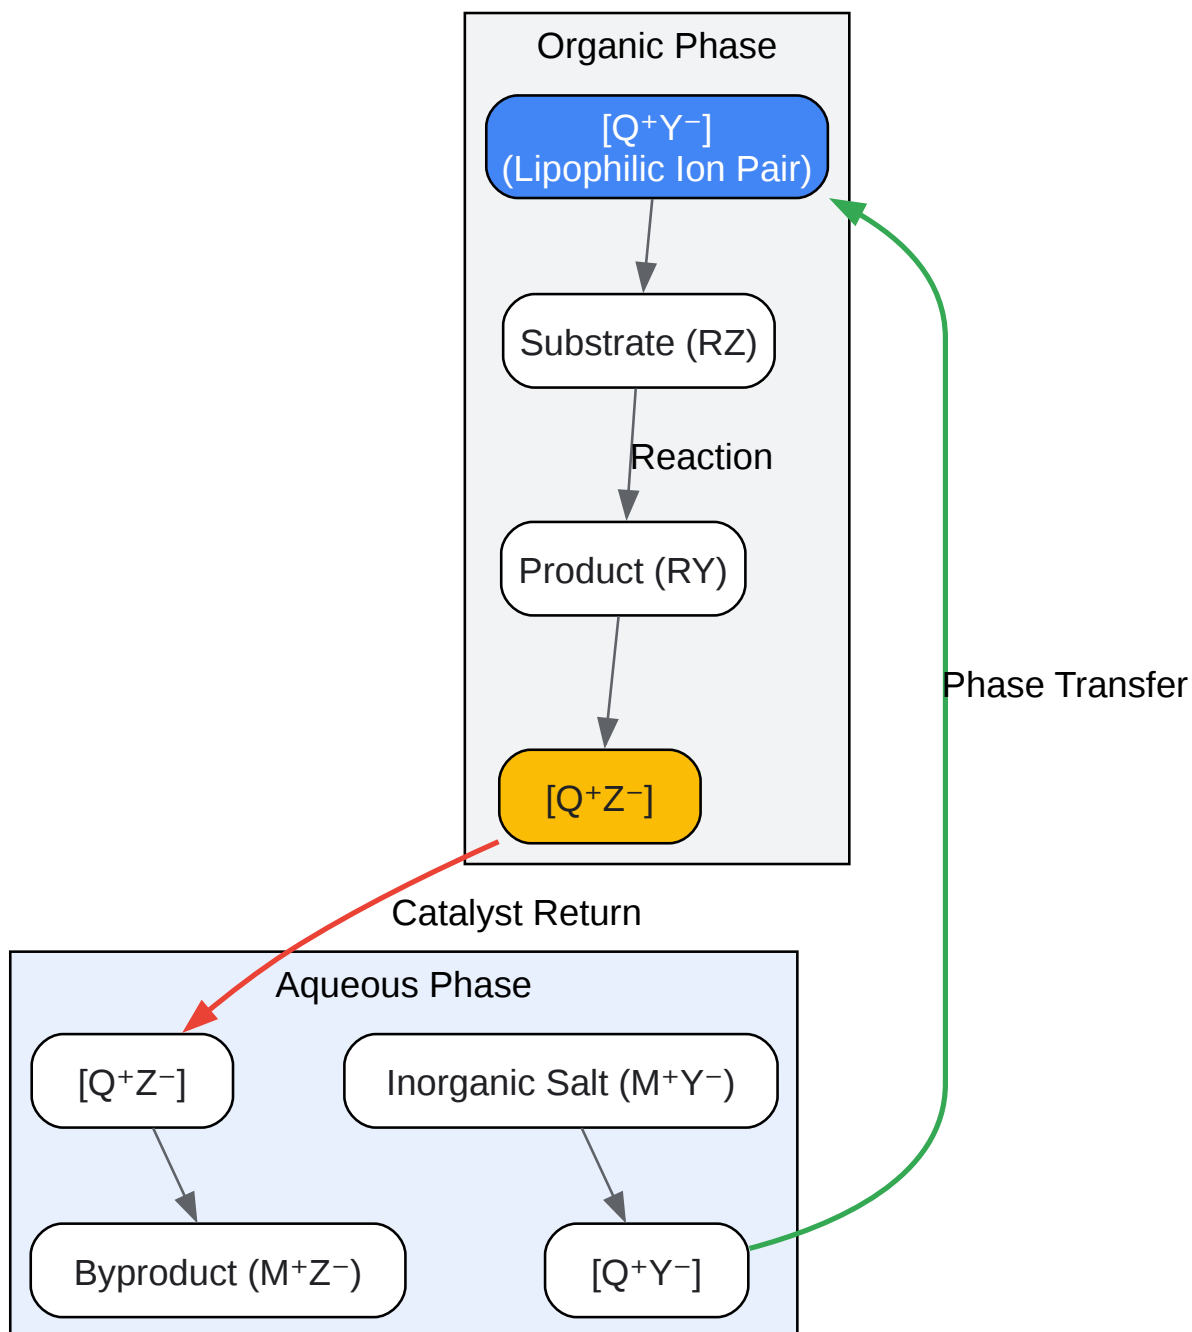 Organic Phase
[Q⁺Y⁻]
(Lipophilic Ion Pair)
Substrate (RZ)
Reaction
Product (RY)
Phase Transfer
[Q⁺Z⁻]
Catalyst Return
Aqueous Phase
[Q⁺Z⁻]
Inorganic Salt (M⁺Y⁻)
Byproduct (M⁺Z⁻)
[Q⁺Y⁻]